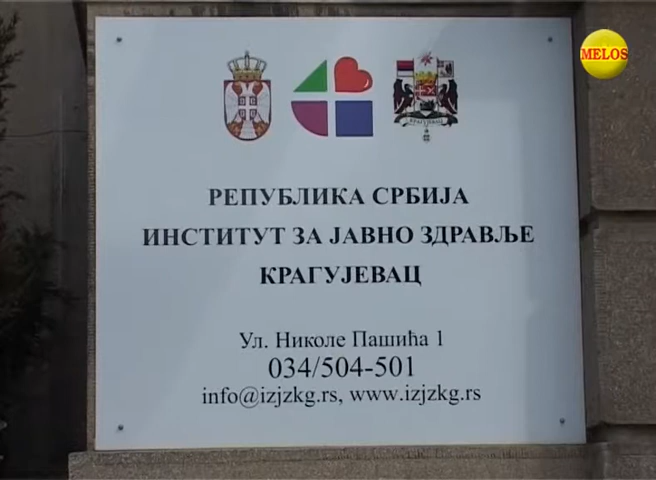 MELOS
РЕПУБЛИКА СРБИЈА
ИНСТИТУТ ЗА ЈАВНО ЗДРАВЉЕ
КРАГУЈЕВАЦ
Ул. Николе Пашића 1
034/504-501
info@izjzkg.rs, www.izjzkg.rs